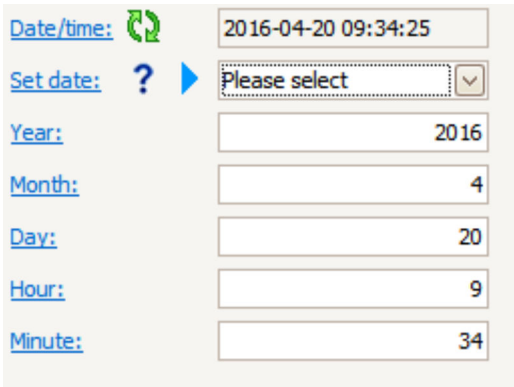 Date/time: 2016-04-20 09:34:25
Set date: ? Please select
Year: 2016
Month: 4
Day: 20
Hour: 9
Minute: 34